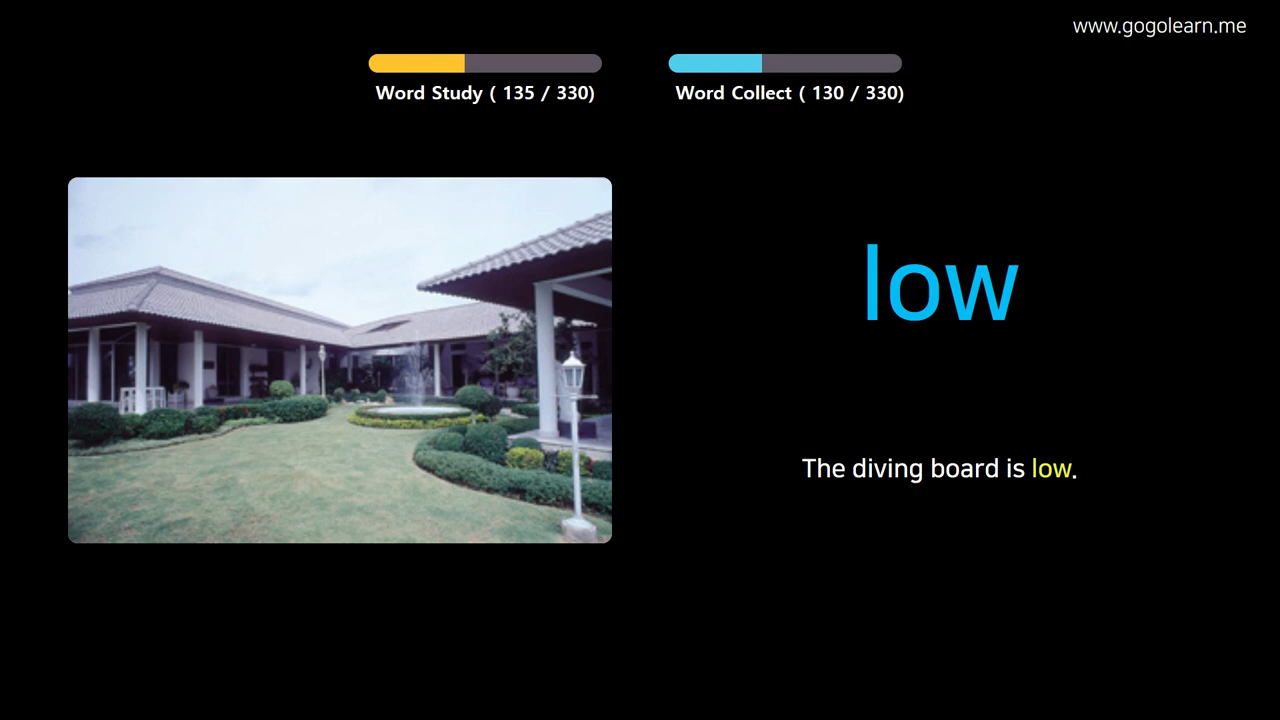 www.gogolearn.me
Word Study ( 135 / 330)
Word Collect ( 130 / 330)
low
The diving board is low.